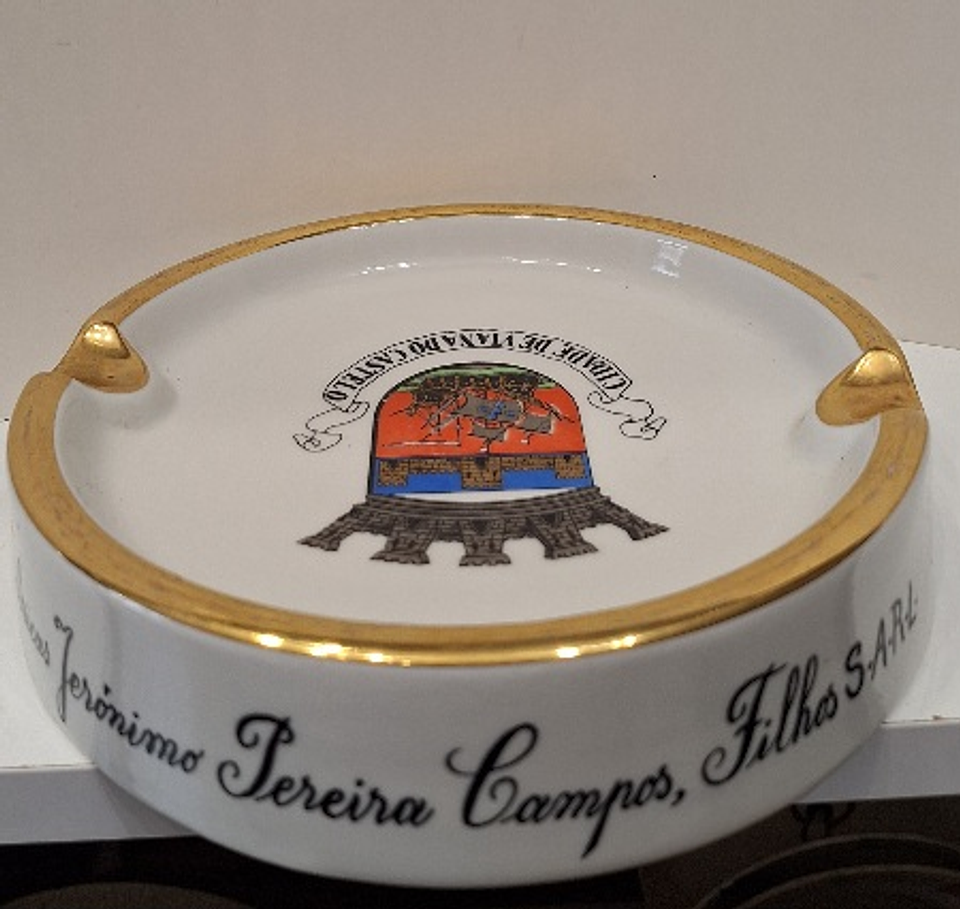 CIDADE DE VIANA DO CASTELO
Jerónimo Pereira Campos, Filhos S.A.R.L.